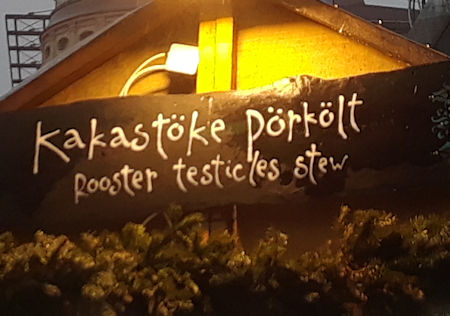 Kakastöke pörkölt
Rooster testicles stew